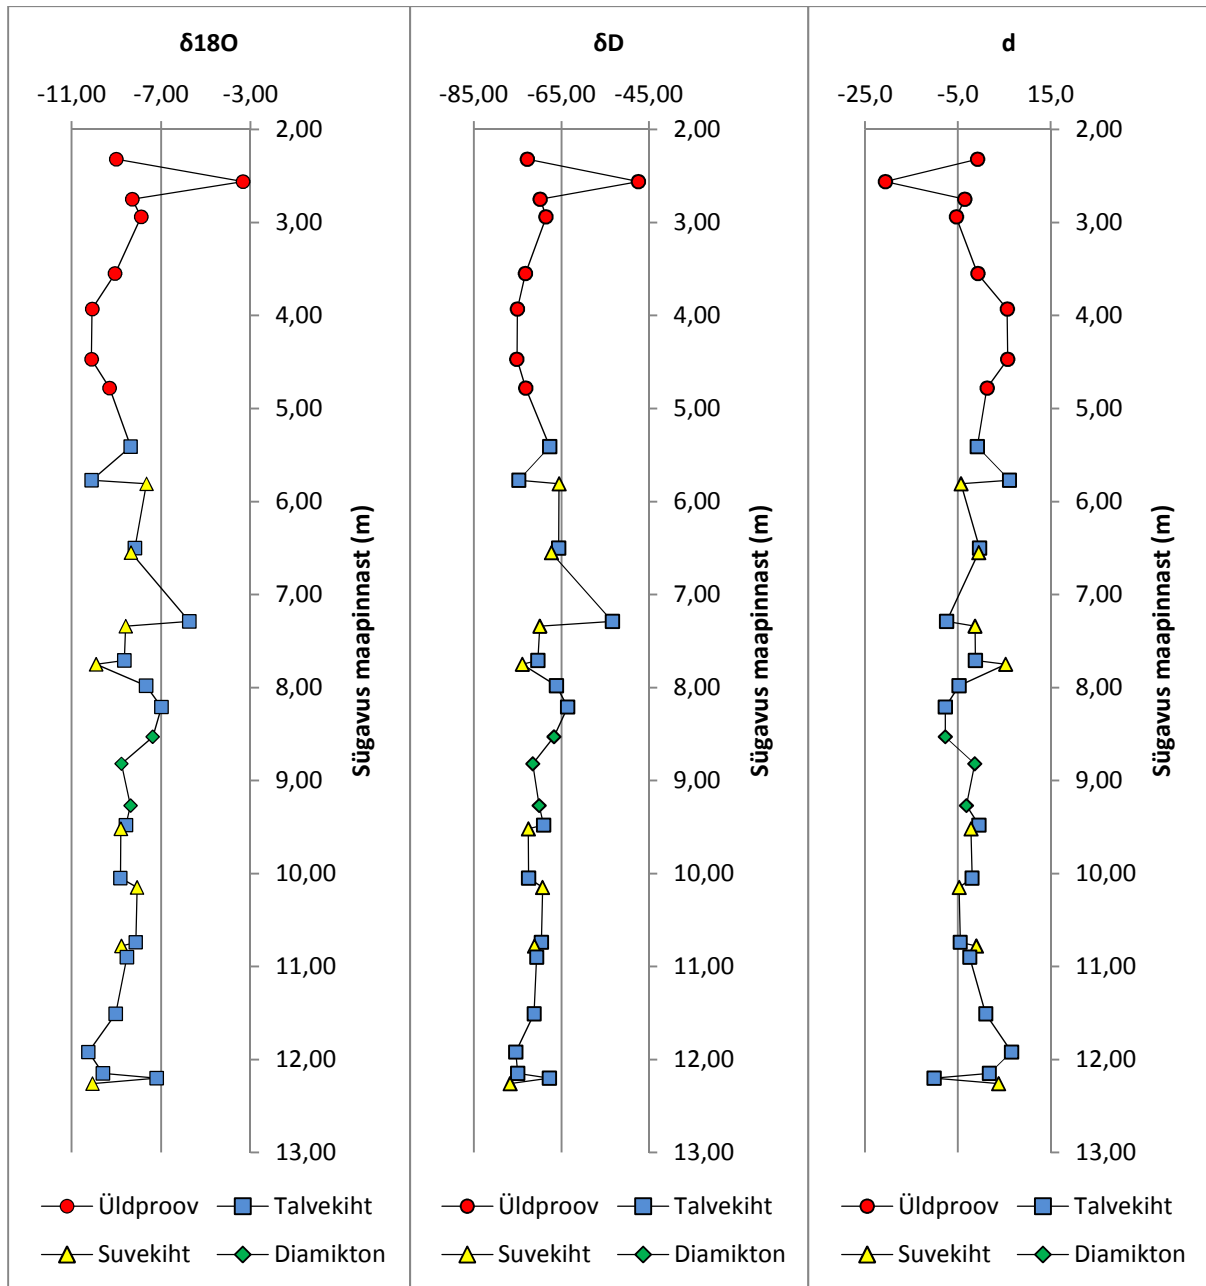 δ18O
-11,00 -7,00 -3,00
2,00
3,00
4,00
5,00
6,00
7,00
8,00
9,00
10,00
11,00
12,00
13,00
Sügavus maapinnast (m)
Üldproov Talvekiht
Suvekiht Diamikton
δD
-85,00 -65,00 -45,00
2,00
3,00
4,00
5,00
6,00
7,00
8,00
9,00
10,00
11,00
12,00
13,00
Sügavus maapinnast (m)
Üldproov Talvekiht
Suvekiht Diamikton
d
-25,0 -5,0 15,0
2,00
3,00
4,00
5,00
6,00
7,00
8,00
9,00
10,00
11,00
12,00
13,00
Sügavus maapinnast (m)
Üldproov Talvekiht
Suvekiht Diamikton